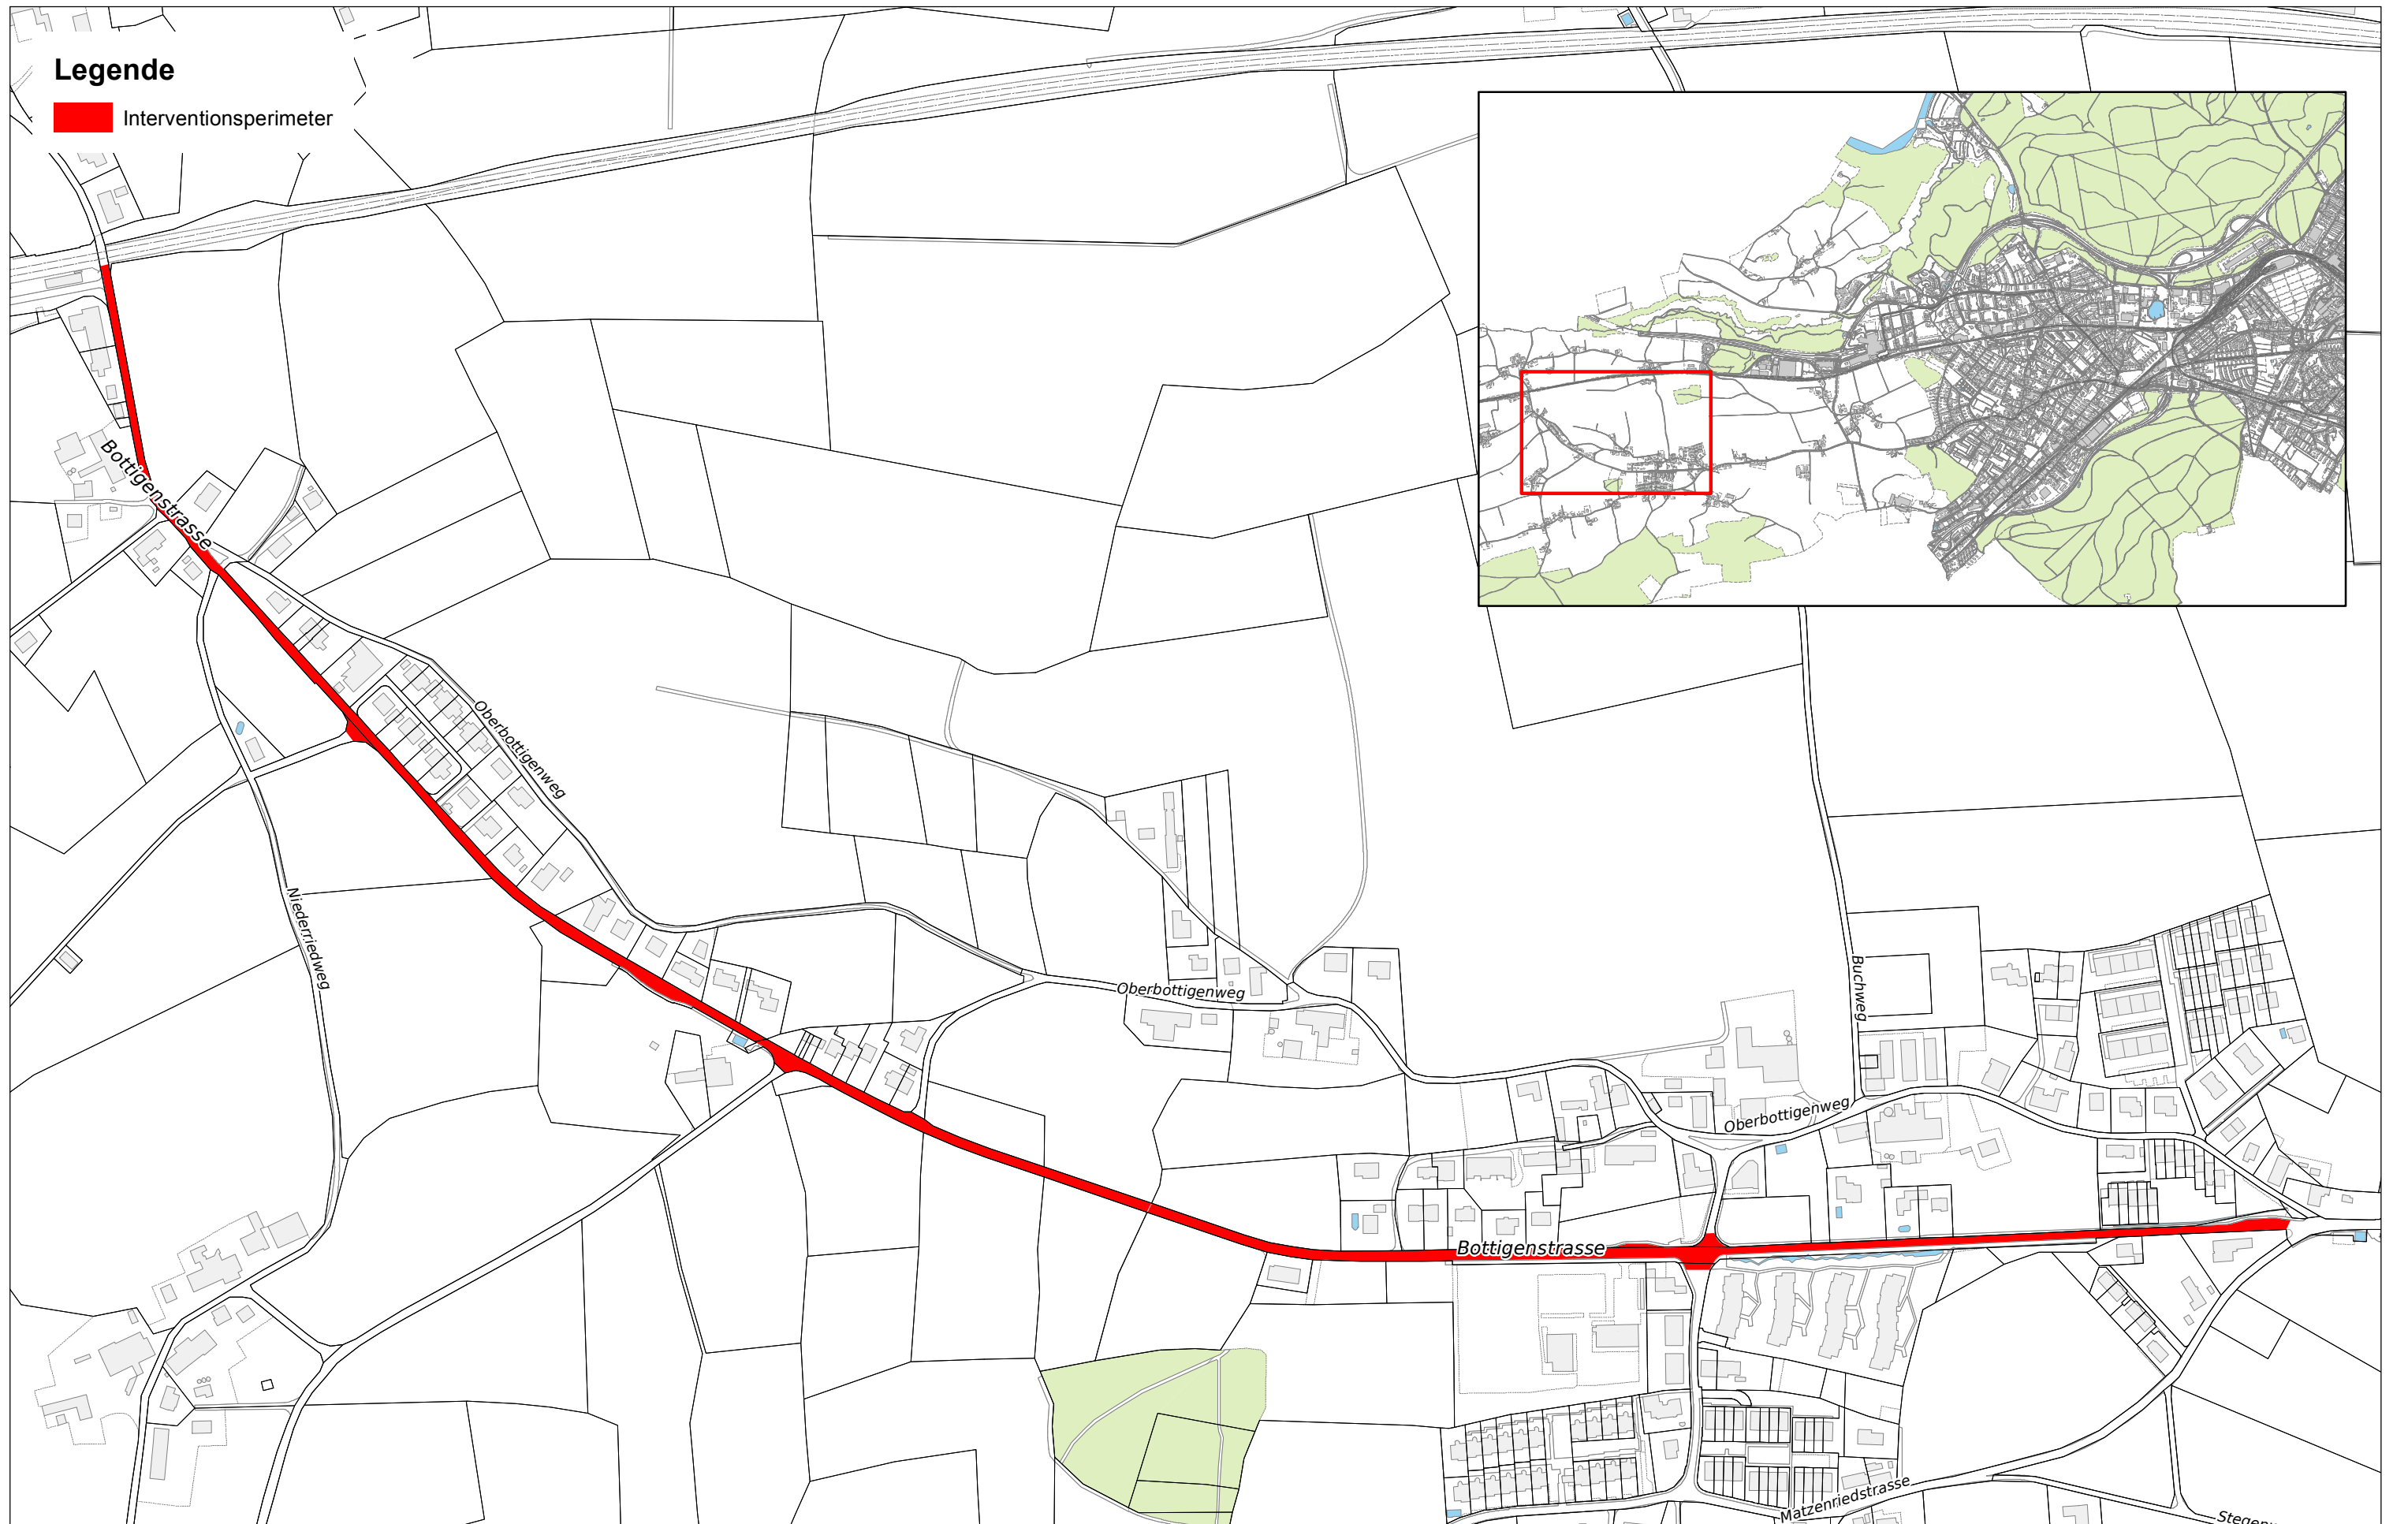 Legende
Interventionsperimeter
Bottigenstrasse
Oberbottigenweg
Niederriedweg
Oberbottigenweg
Buchweg
Oberbottigenweg
Bottigenstrasse
Matzenriedstrasse